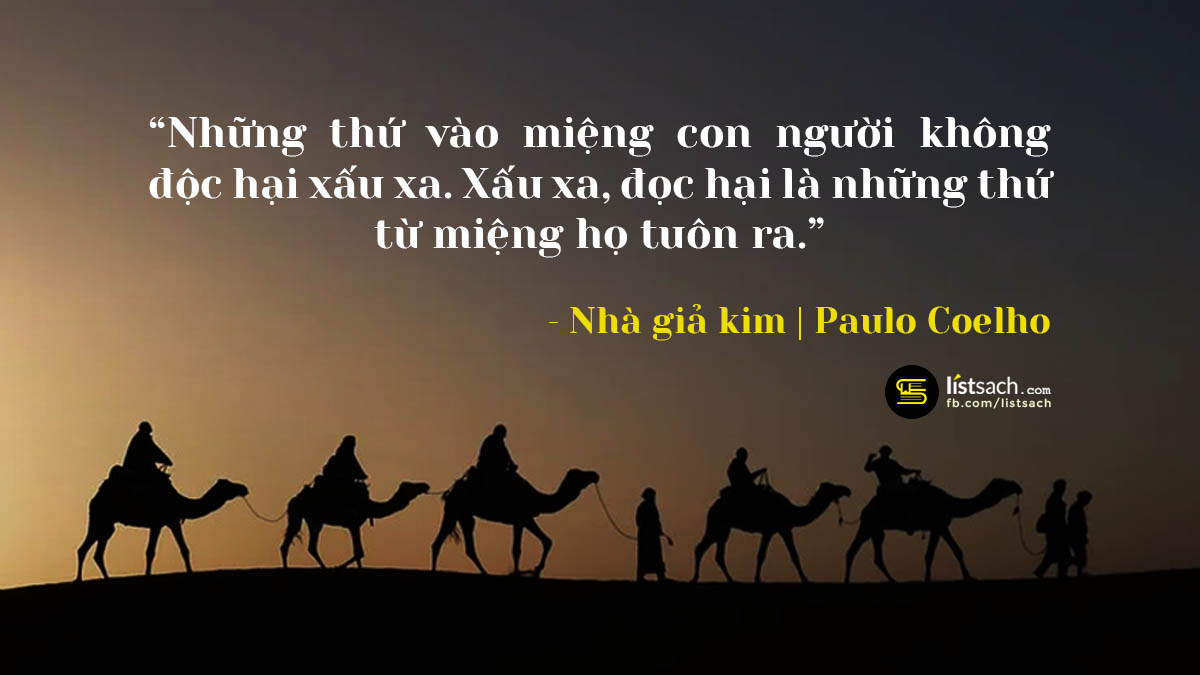 “Những thứ vào miệng con người không
độc hại xấu xa. Xấu xa, đọc hại là những thứ
từ miệng họ tuôn ra.”
- Nhà giả kim | Paulo Coelho
listsach.com
fb.com/listsach